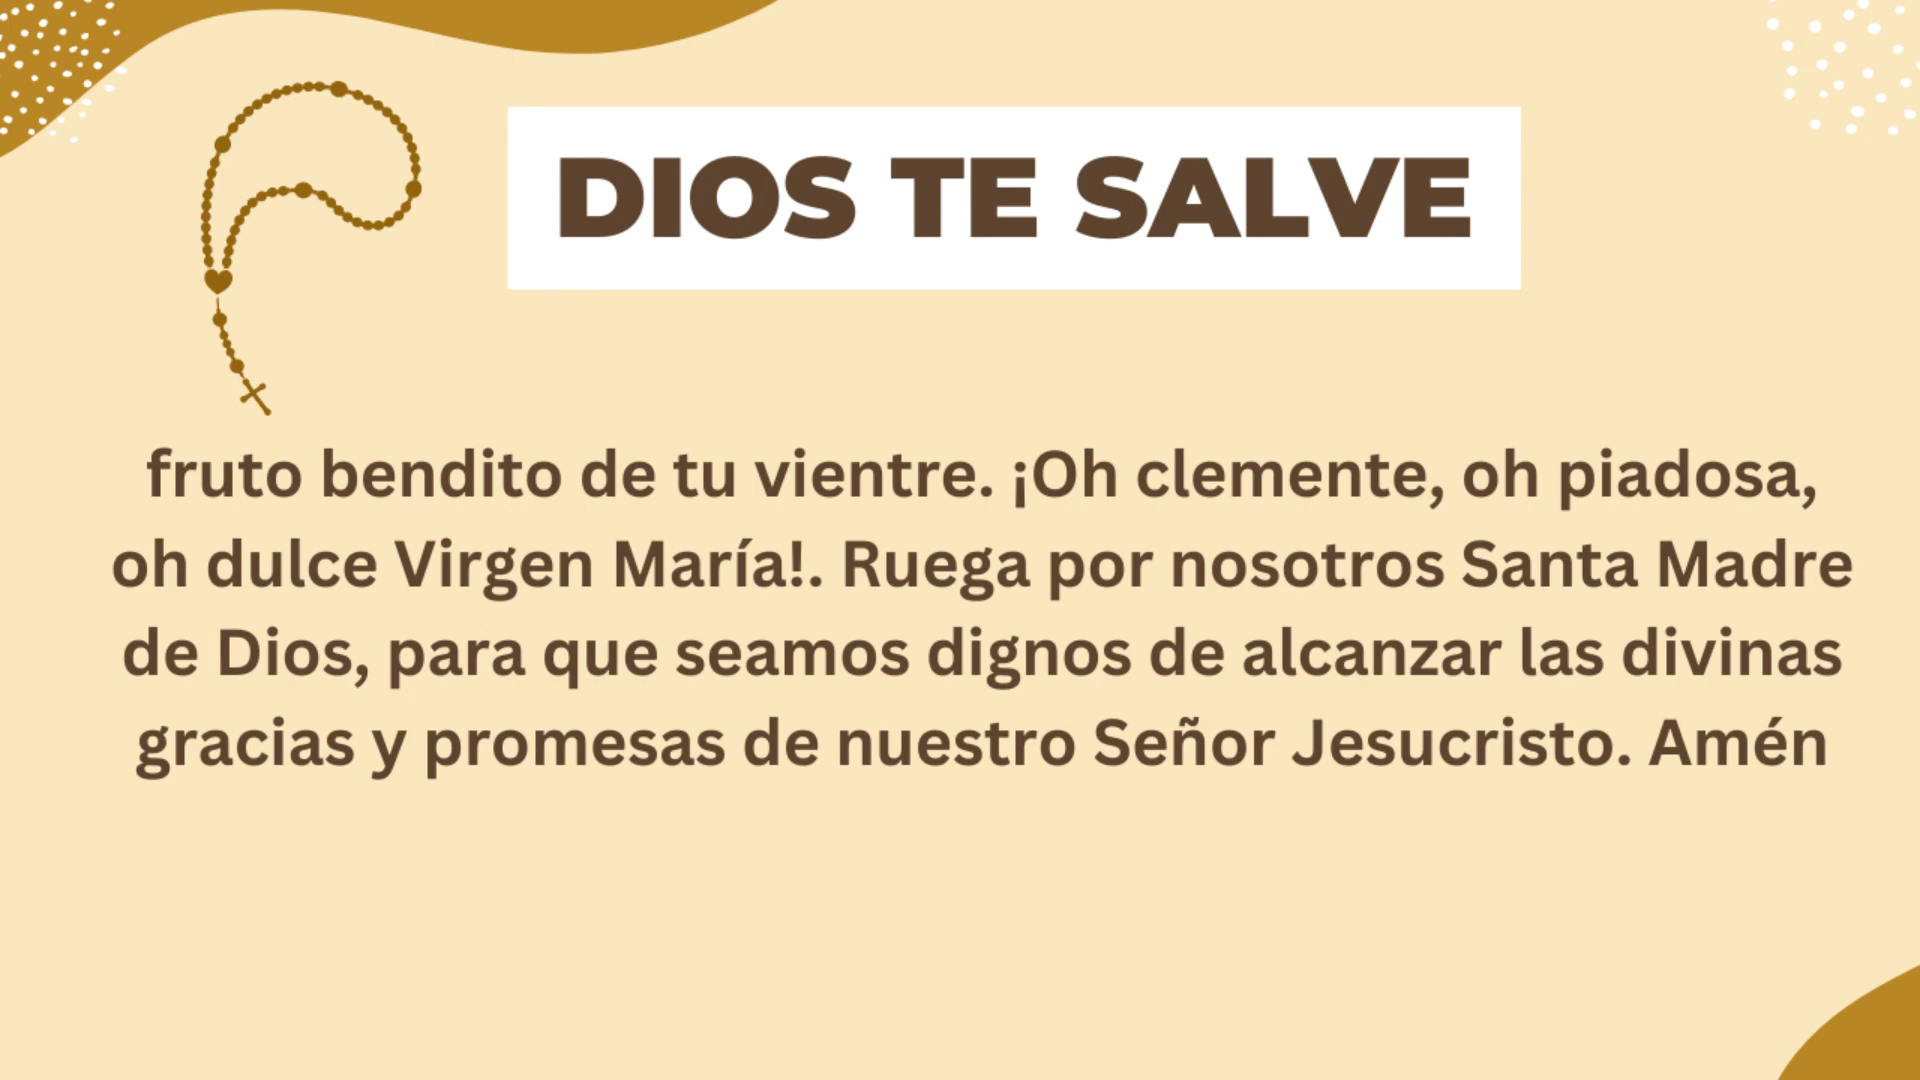 DIOS TE SALVE
fruto bendito de tu vientre. ¡Oh clemente, oh piadosa,
oh dulce Virgen María!. Ruega por nosotros Santa Madre
de Dios, para que seamos dignos de alcanzar las divinas
gracias y promesas de nuestro Señor Jesucristo. Amén